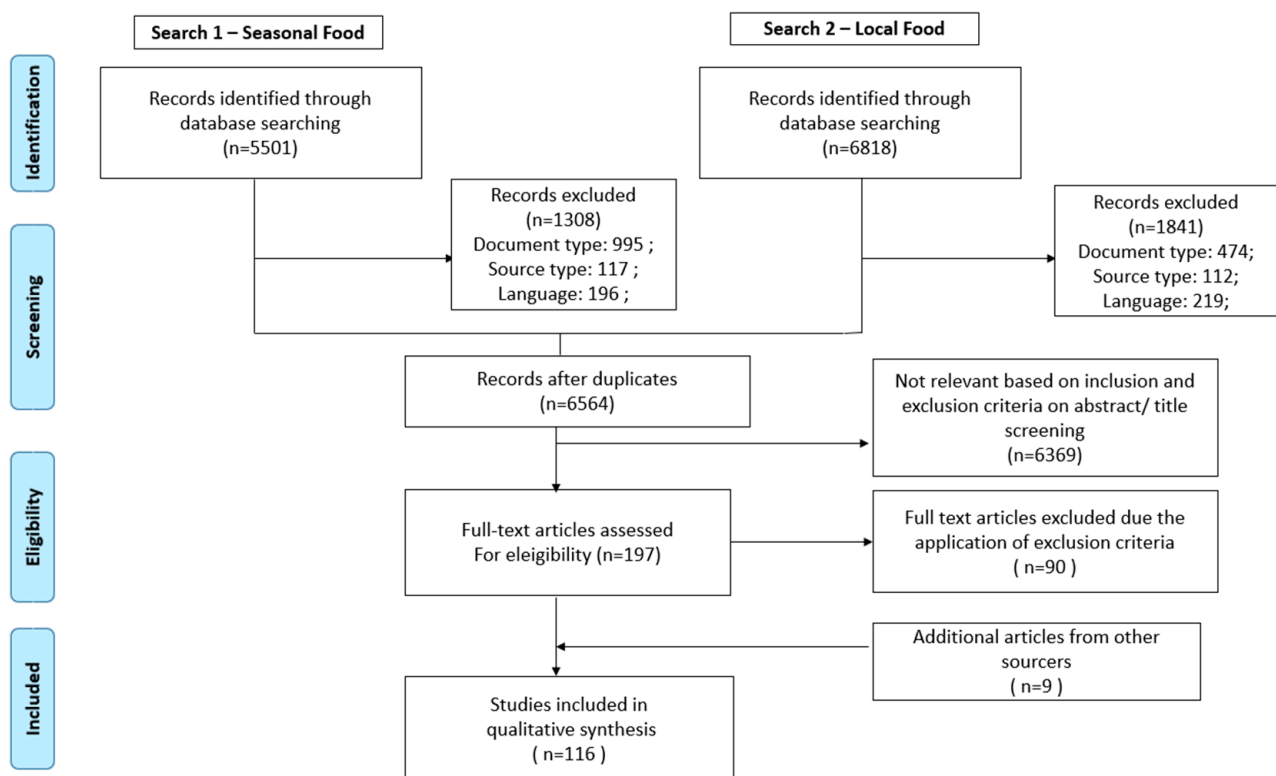 Search 1 – Seasonal Food
Search 2 – Local Food
Identification
Records identified through
database searching
(n=5501)
Records identified through
database searching
(n=6818)
Records excluded
(n=1308)
Document type: 995 ;
Source type: 117 ;
Language: 196 ;
Records excluded
(n=1841)
Document type: 474;
Source type: 112;
Language: 219;
Screening
Records after duplicates
(n=6564)
Not relevant based on inclusion and
exclusion criteria on abstract/ title
screening
(n=6369)
Eligibility
Full-text articles assessed
For eleigibility (n=197)
Full text articles excluded due the
application of exclusion criteria
( n=90 )
Included
Additional articles from other
sourcers
( n=9 )
Studies included in
qualitative synthesis
( n=116 )